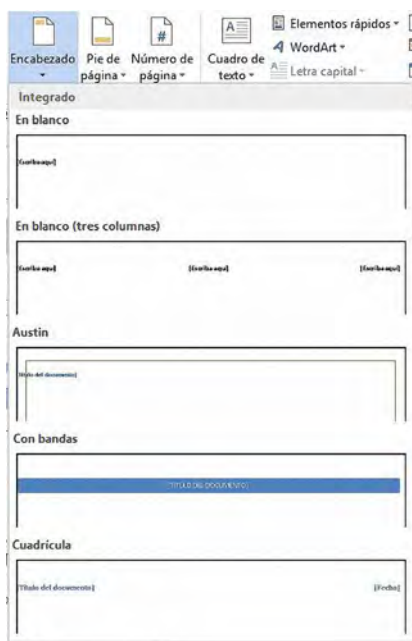 Encabezado
Pie de página
Número de página
Cuadro de texto
Elementos rápidos
WordArt
Letra capital
Integrado
En blanco
[Escriba aquí]
En blanco (tres columnas)
[Escriba aquí] [Escriba aquí] [Escriba aquí]
Austin
[Título del documento]
Con bandas
[TÍTULO DEL DOCUMENTO]
Cuadrícula
[Título del documento] [Fecha]